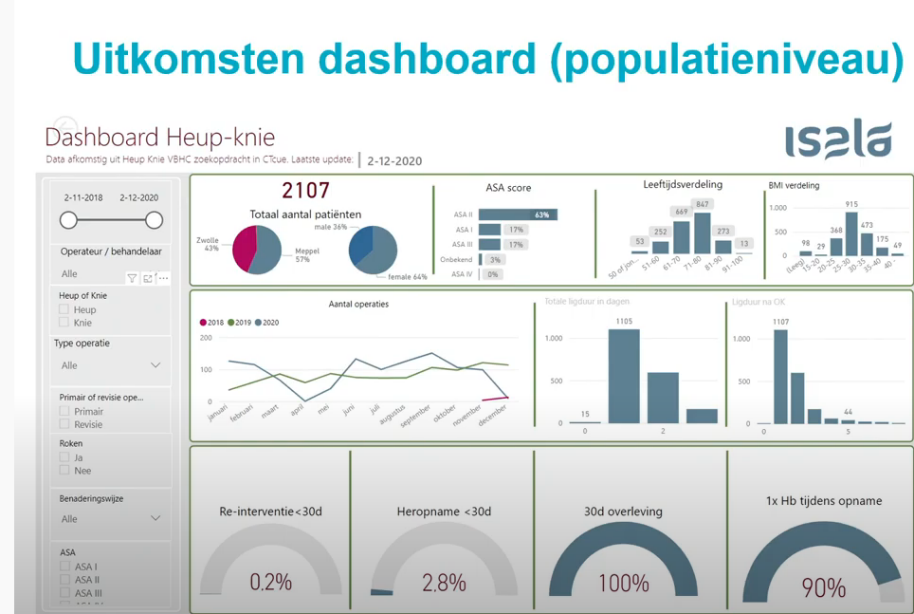 Uitkomsten dashboard (populatieniveau)
Dashboard Heup-knie
Data afkomstig uit Heup Knie VBHC zoekopdracht in CTcue. Laatste update: 2-12-2020
isala
2-11-2018 2-12-2020
Operateur / behandelaar
Alle
Heup of Knie
Heup
Knie
Type operatie
Alle
Primair of revisie ope...
Primair
Revisie
Roken
Ja
Nee
Benaderingswijze
Alle
ASA
ASA I
ASA II
ASA III
2107
Totaal aantal patiënten
Zwolle
43%
Meppel
57%
male 36%
female 64%
ASA score
ASA II 63%
ASA I 17%
ASA III 17%
Onbekend 3%
ASA IV 0%
Leeftijdsverdeling
53 252 669 847 273 13
50 of jon... 51-60 61-70 71-80 81-90 91-100
BMI verdeling
1.000
500
0
98 29 368 915 473 175 49
(Leeg) 15-20 20-25 25-30 30-35 35-40 40 -
Aantal operaties
2018 2019 2020
200
100
0
januari februari maart april mei juni juli augustus september oktober november december
Totale ligduur in dagen
1.000
500
0
15 1105
0 2
Ligduur na OK
1.000
500
0
1107 44
0 5
Re-interventie<30d
0.2%
Heropname <30d
2.8%
30d overleving
100%
1x Hb tijdens opname
90%